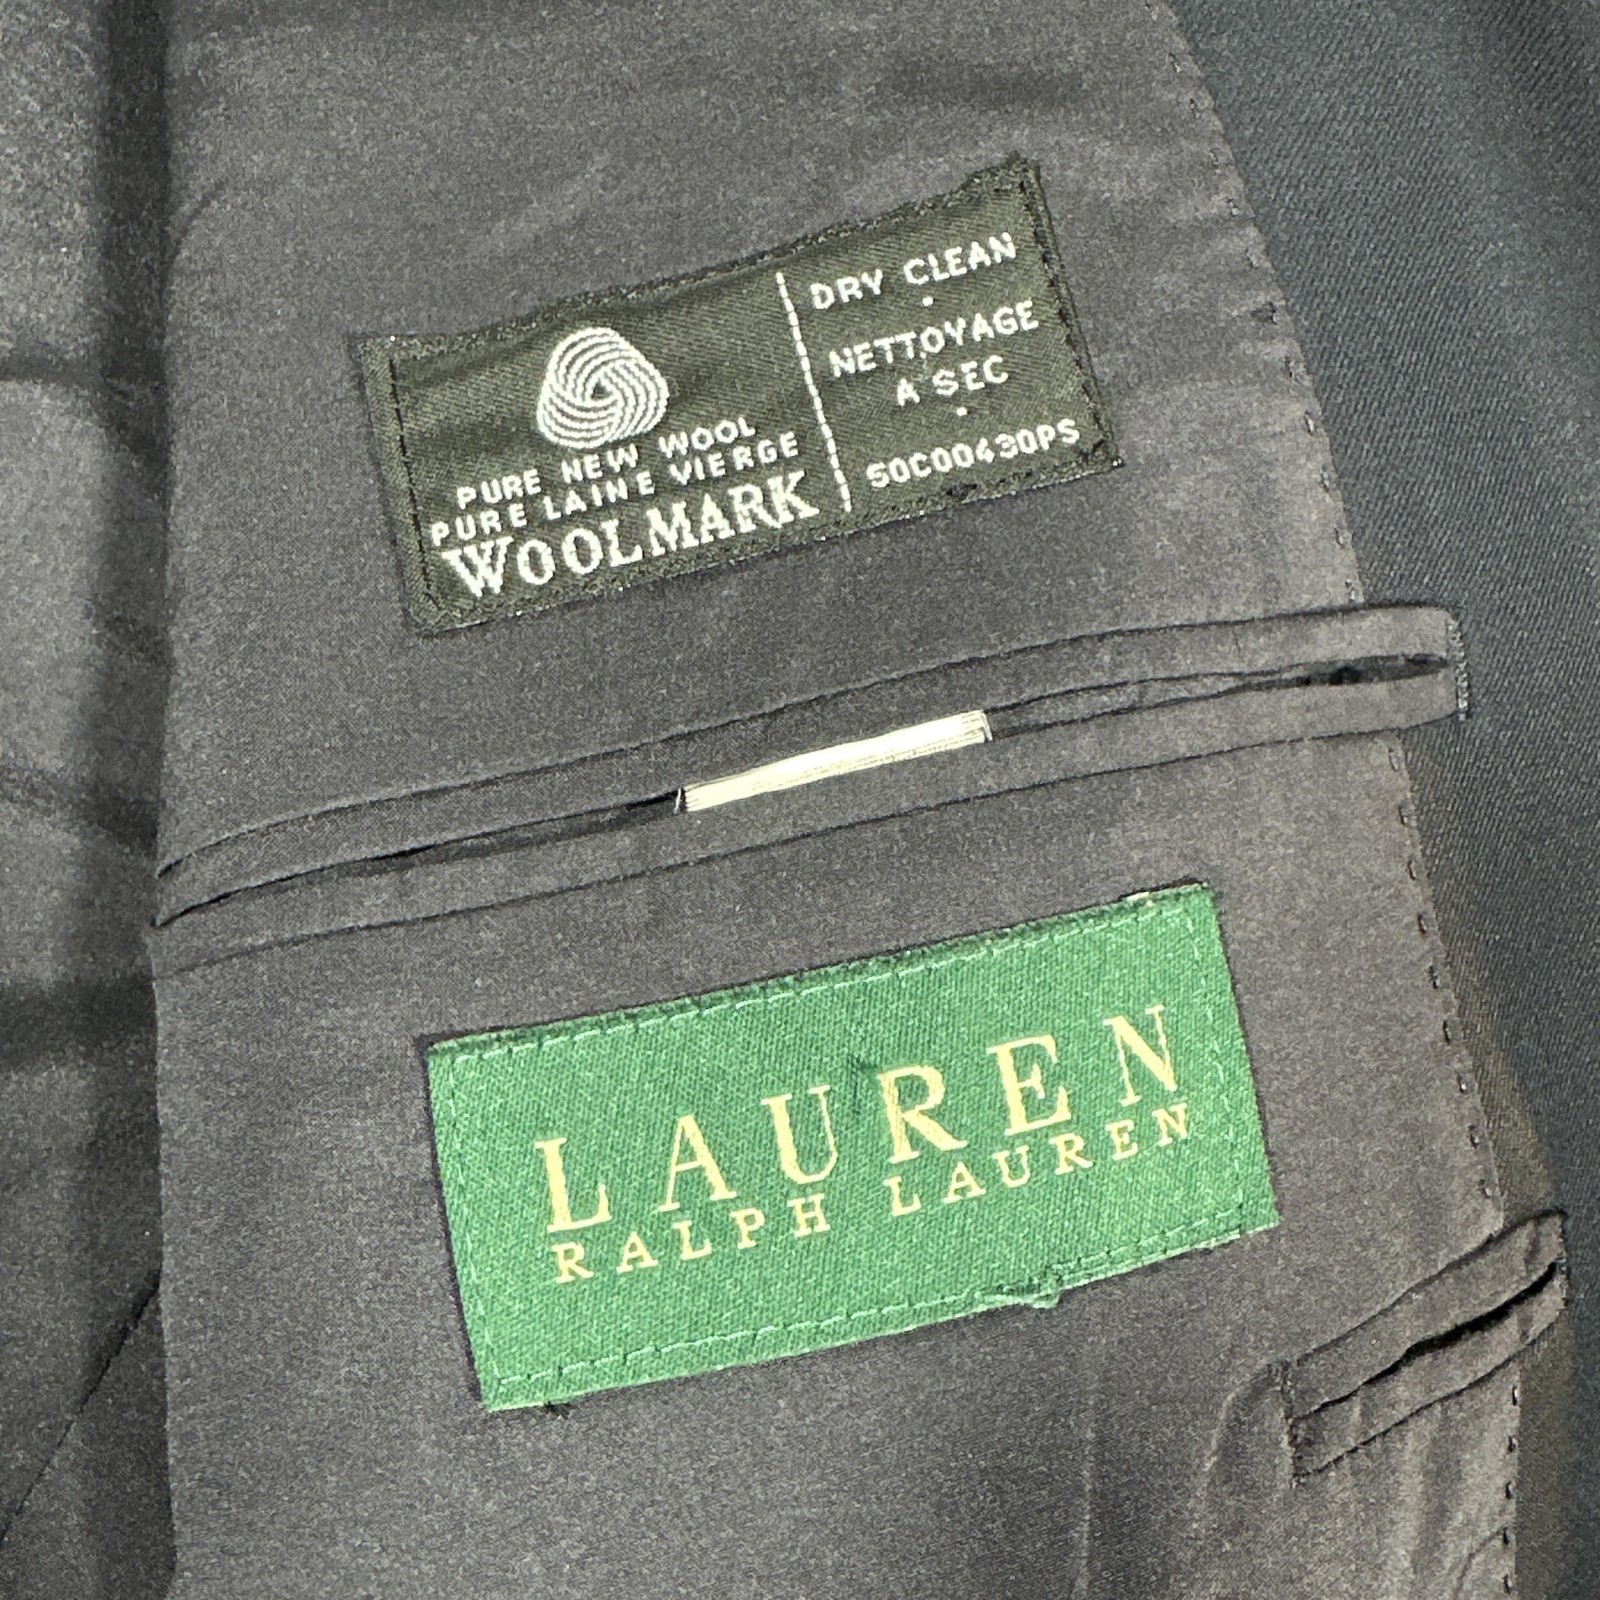 PURE NEW WOOL
PURE LAINE VIERGE
WOOLMARK
DRY CLEAN
NETTOYAGE
A SEC
50C00430PS
LAUREN
RALPH LAUREN